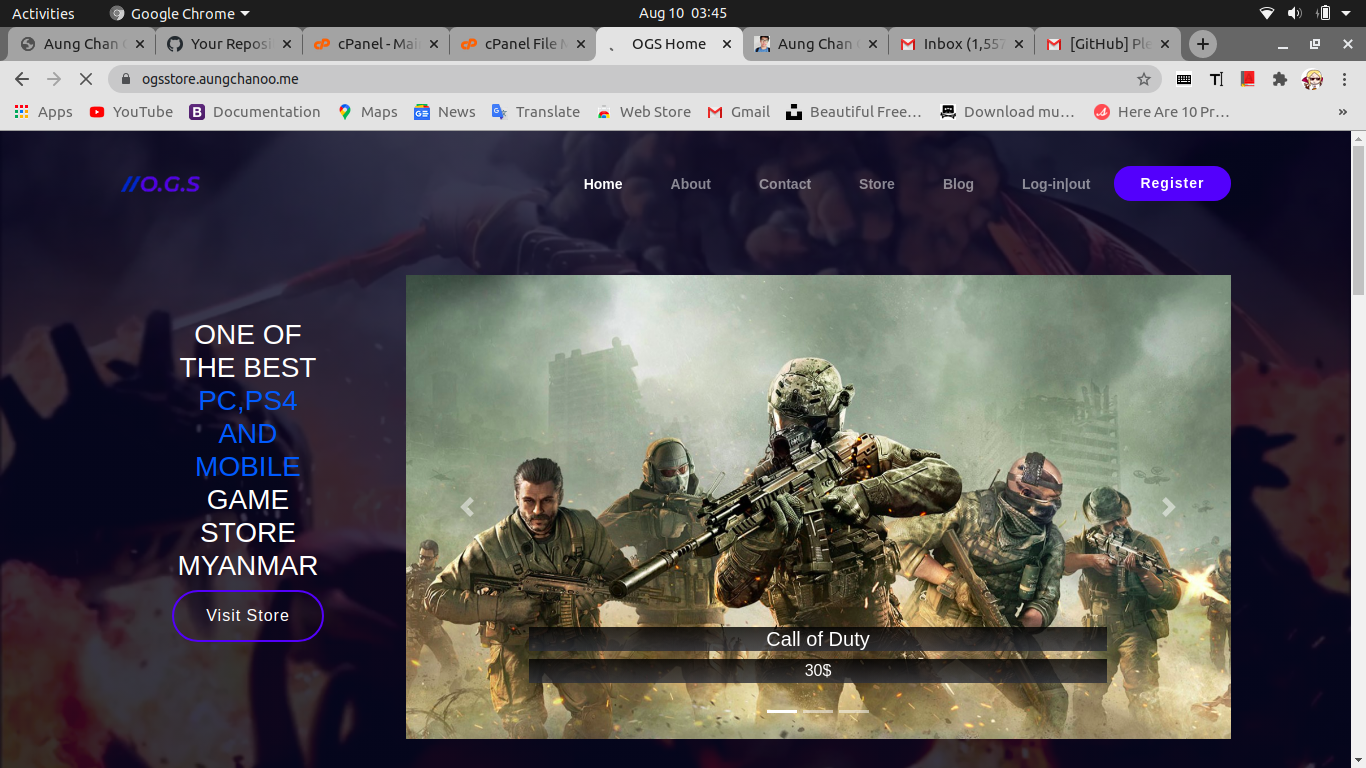 Activities
Google Chrome
Aug 10 03:45
Aung Chan
Your Reposi
cPanel - Mai
cPanel File M
OGS Home
Aung Chan
Inbox (1,557
[GitHub] Ple
ogsstore.aungchanoo.me
Apps
YouTube
Documentation
Maps
News
Translate
Web Store
Gmail
Beautiful Free…
Download mu…
Here Are 10 Pr…
»
//O.G.S
Home
About
Contact
Store
Blog
Log-in|out
Register
ONE OF
THE BEST
PC,PS4
AND
MOBILE
GAME
STORE
MYANMAR
Visit Store
Call of Duty
30$